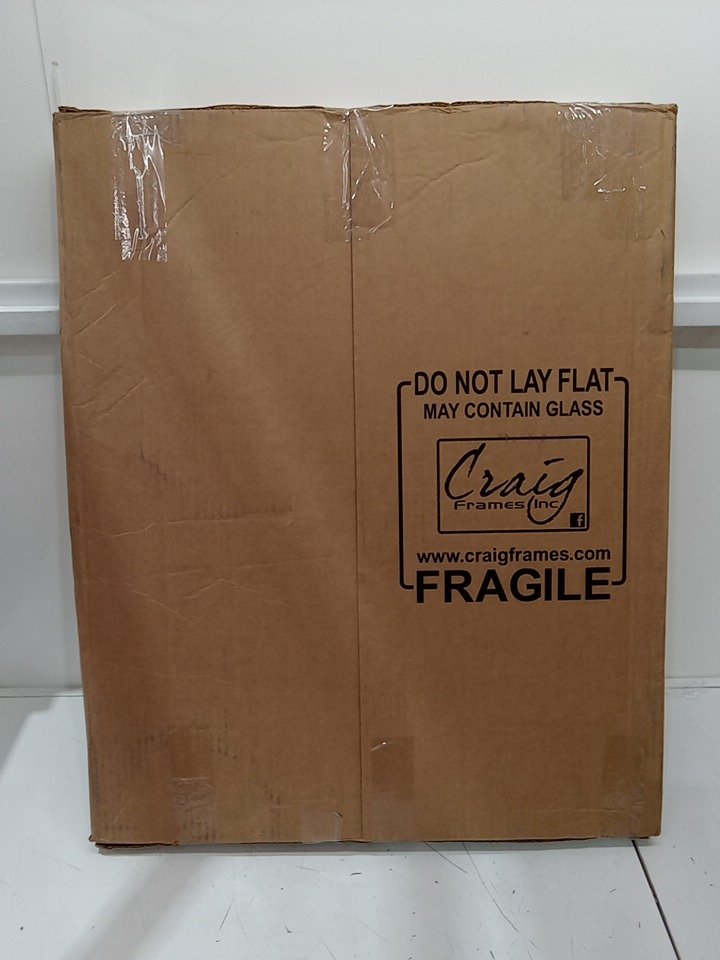 DO NOT LAY FLAT
MAY CONTAIN GLASS
Craig
Frames Inc
f
www.craigframes.com
FRAGILE